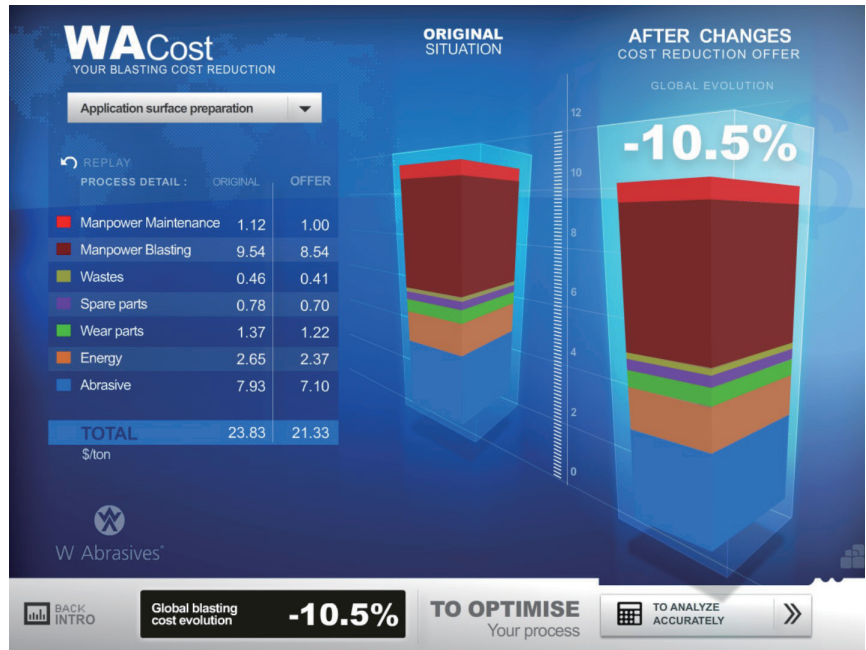 WACost
YOUR BLASTING COST REDUCTION
Application surface preparation
REPLAY
PROCESS DETAIL : ORIGINAL OFFER
Manpower Maintenance 1.12 1.00
Manpower Blasting 9.54 8.54
Wastes 0.46 0.41
Spare parts 0.78 0.70
Wear parts 1.37 1.22
Energy 2.65 2.37
Abrasive 7.93 7.10
TOTAL 23.83 21.33
$/ton
W Abrasives
ORIGINAL
SITUATION
AFTER CHANGES
COST REDUCTION OFFER
GLOBAL EVOLUTION
-10.5%
12
10
8
6
4
2
0
BACK
INTRO
Global blasting
cost evolution
-10.5%
TO OPTIMISE
Your process
TO ANALYZE
ACCURATELY